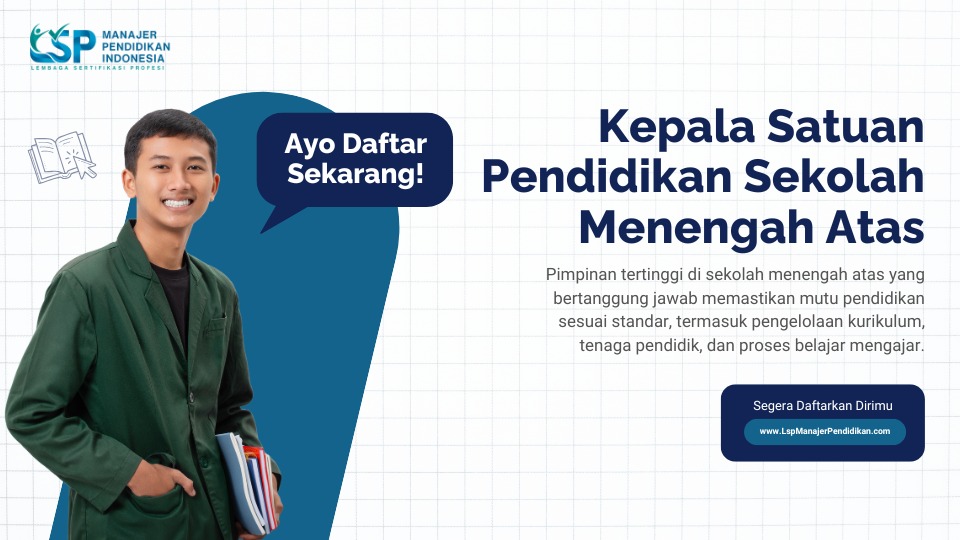 LSP MANAJER
PENDIDIKAN
INDONESIA
LEMBAGA SERTIFIKASI PROFESI
Ayo Daftar
Sekarang!
Kepala Satuan
Pendidikan Sekolah
Menengah Atas
Pimpinan tertinggi di sekolah menengah atas yang
bertanggung jawab memastikan mutu pendidikan
sesuai standar, termasuk pengelolaan kurikulum,
tenaga pendidik, dan proses belajar mengajar.
Segera Daftarkan Dirimu
www.LspManajerPendidikan.com